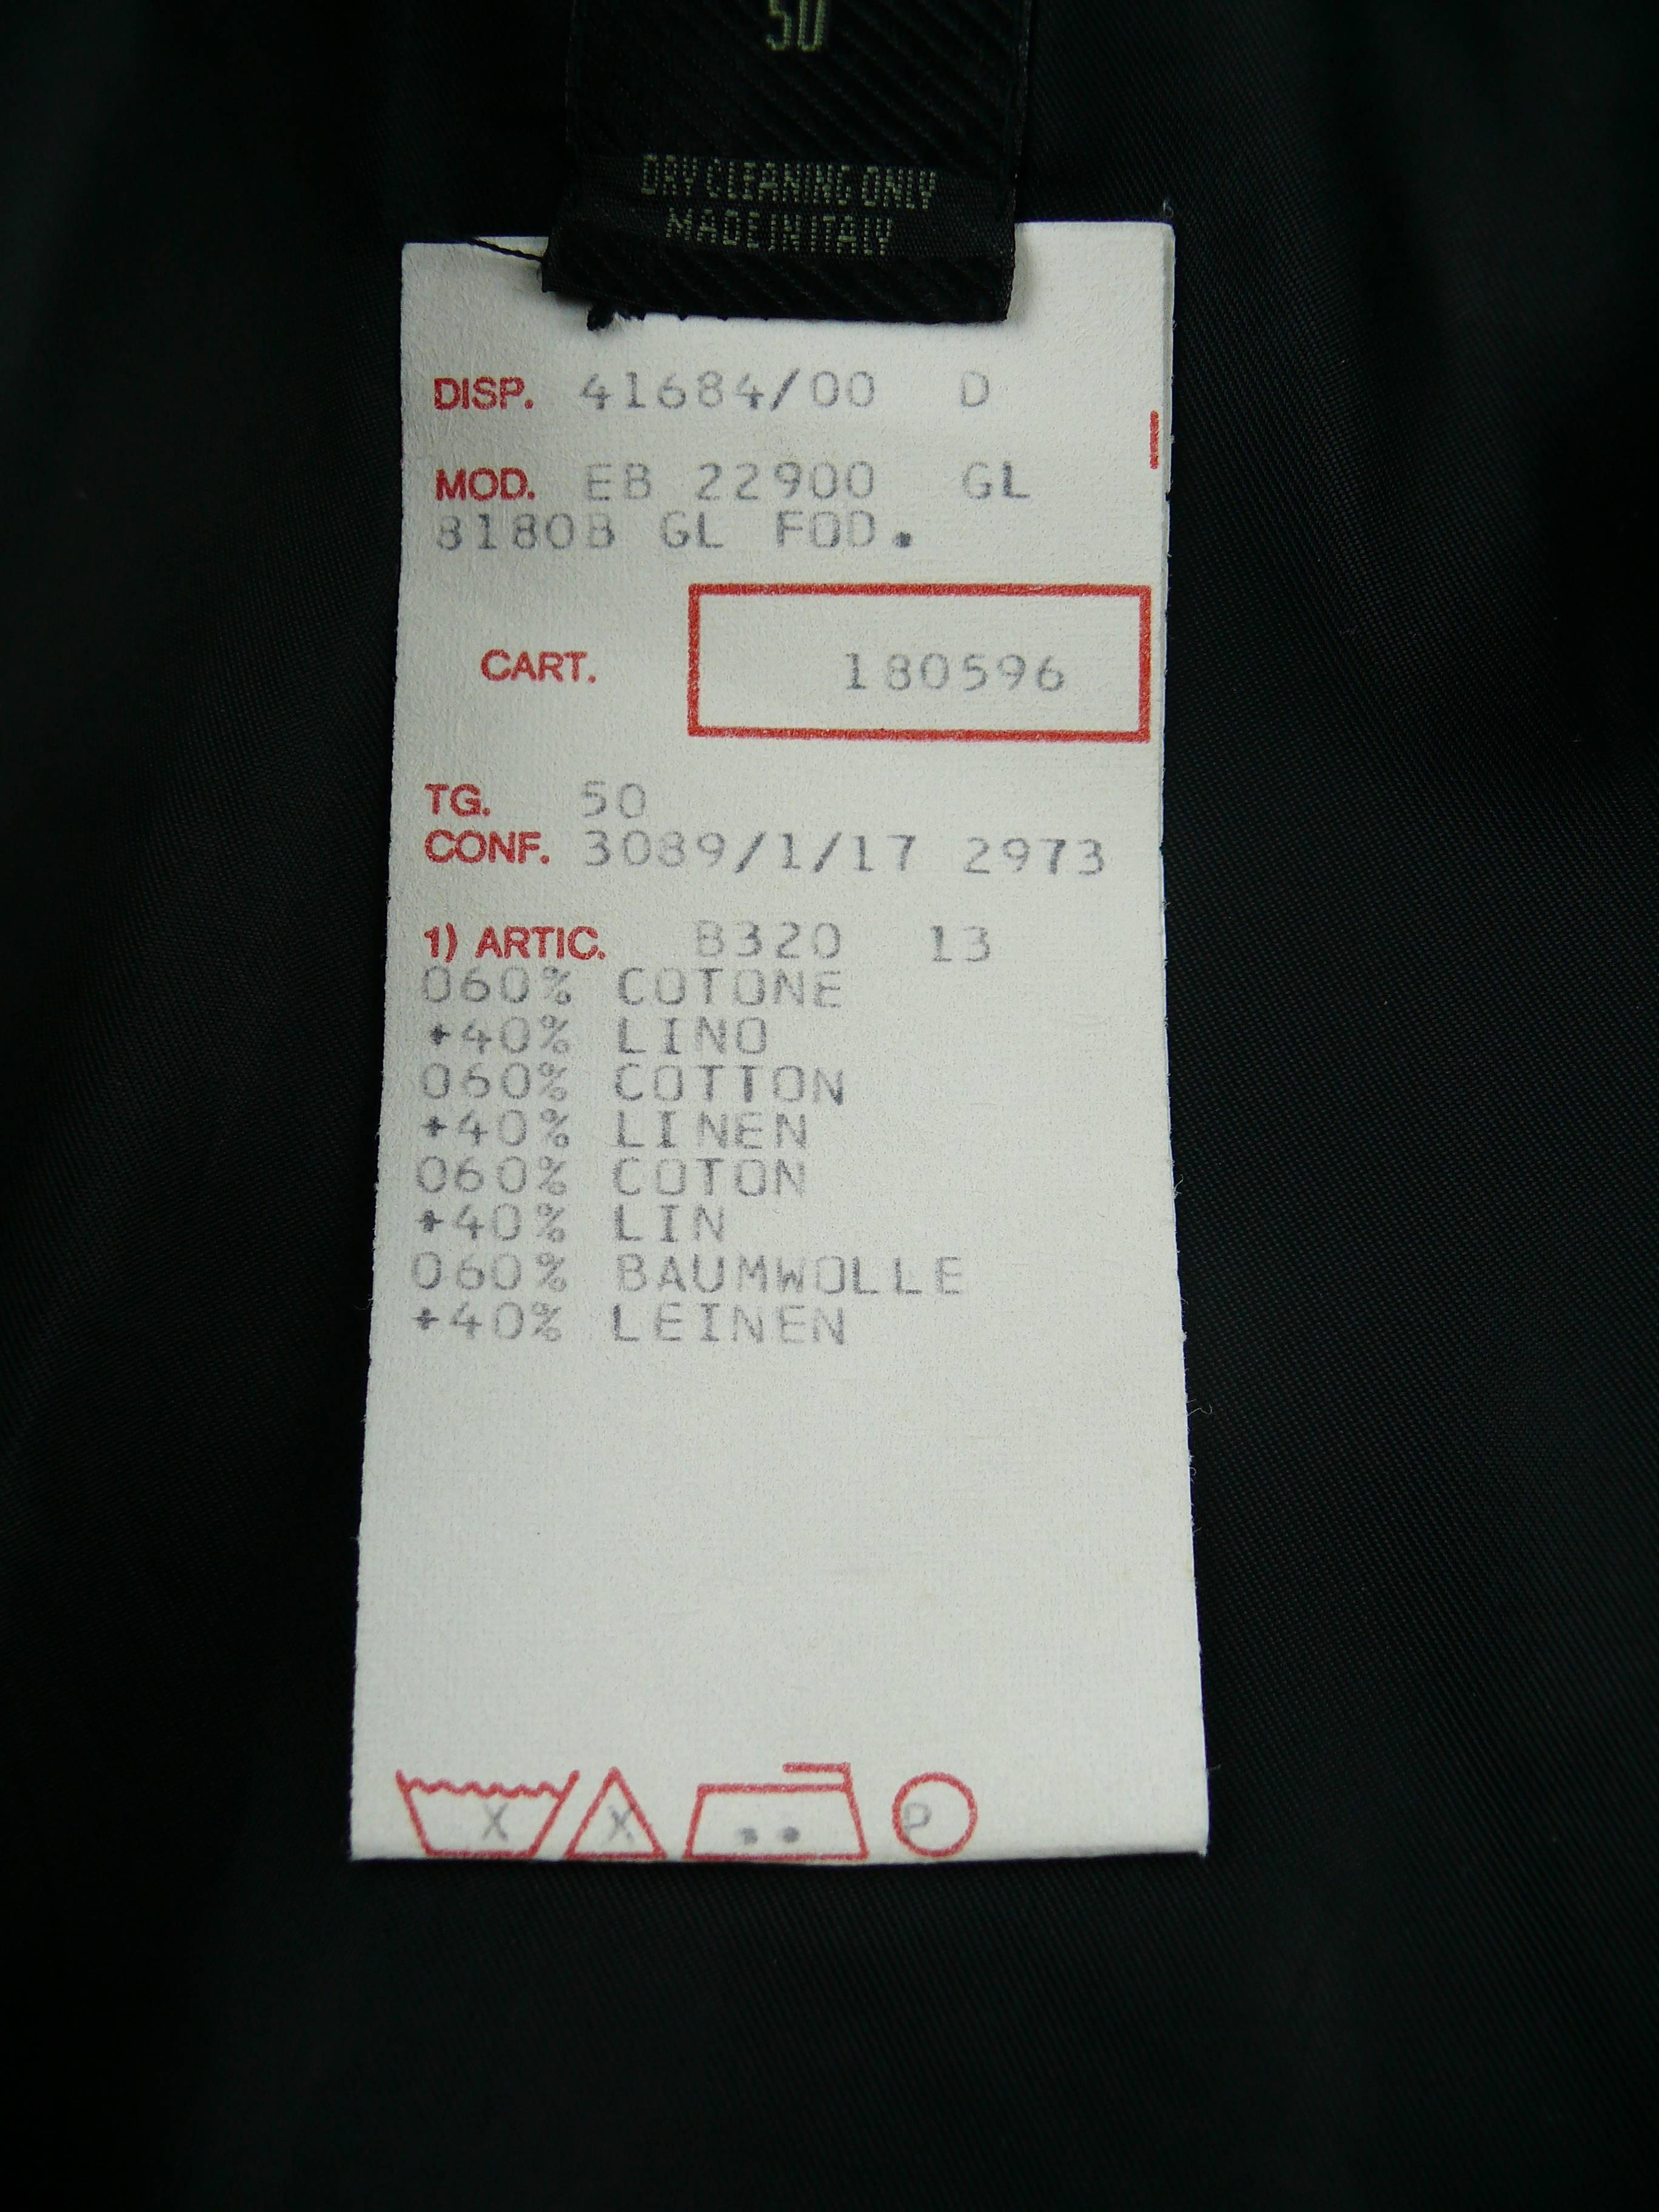 50
DRY CLEANING ONLY
MADE IN ITALY
DISP. 41684/00 D
MOD. EB 22900 GL
8180B GL FOD.
CART. 180596
TG. 50
CONF. 3089/1/17 2973
1) ARTIC. B320 13
060% COTONE
+40% LINO
060% COTTON
+40% LINEN
060% COTON
+40% LIN
060% BAUMWOLLE
+40% LEINEN
X X •• P